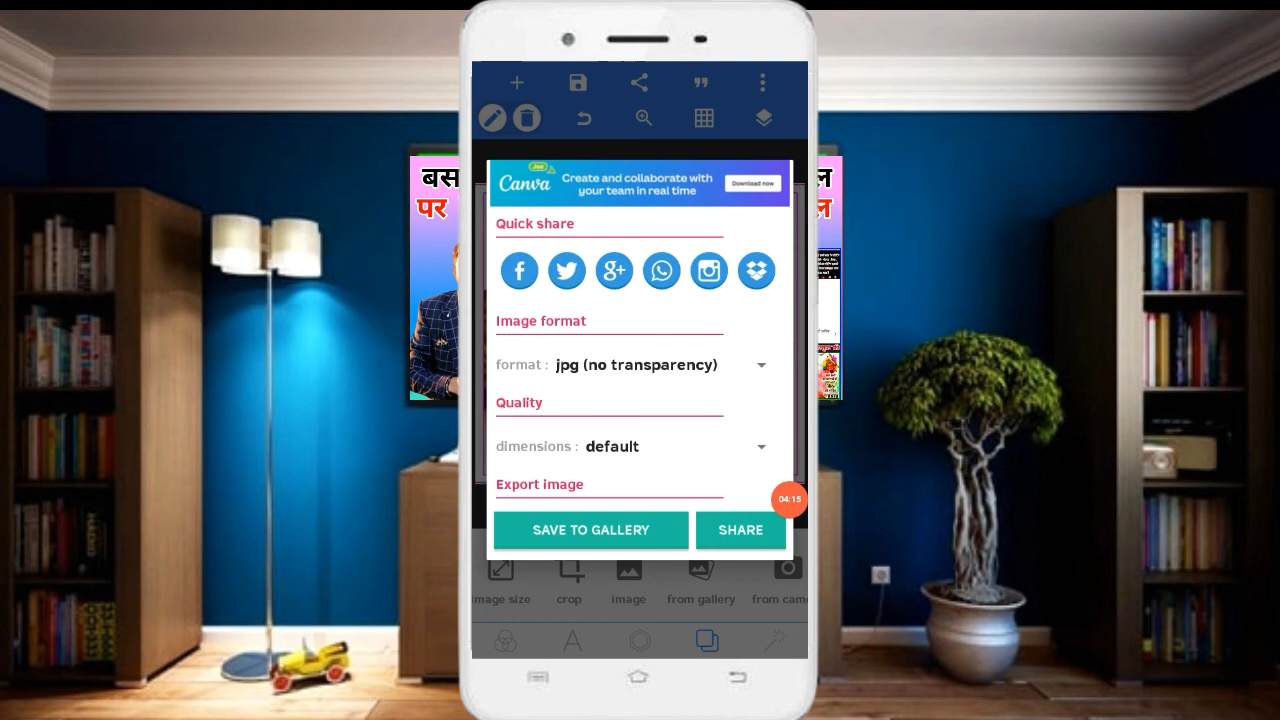 बस
पर
ल
ल
Canva
Create and collaborate with
your team in real time
Download now
Quick share
Image format
format : jpg (no transparency)
Quality
dimensions : default
Export image
04:15
SAVE TO GALLERY
SHARE
image size
crop
image
from gallery
from cam